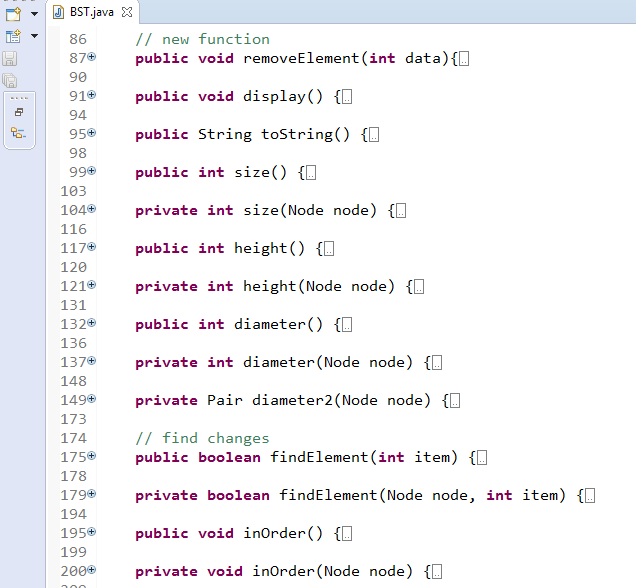 BST.java
86 // new function
87 public void removeElement(int data){..
90
91 public void display() {..
94
95 public String toString() {..
98
99 public int size() {..
103
104 private int size(Node node) {..
116
117 public int height() {..
120
121 private int height(Node node) {..
131
132 public int diameter() {..
136
137 private int diameter(Node node) {..
148
149 private Pair diameter2(Node node) {..
173
174 // find changes
175 public boolean findElement(int item) {..
178
179 private boolean findElement(Node node, int item) {..
194
195 public void inOrder() {..
199
200 private void inOrder(Node node) {..